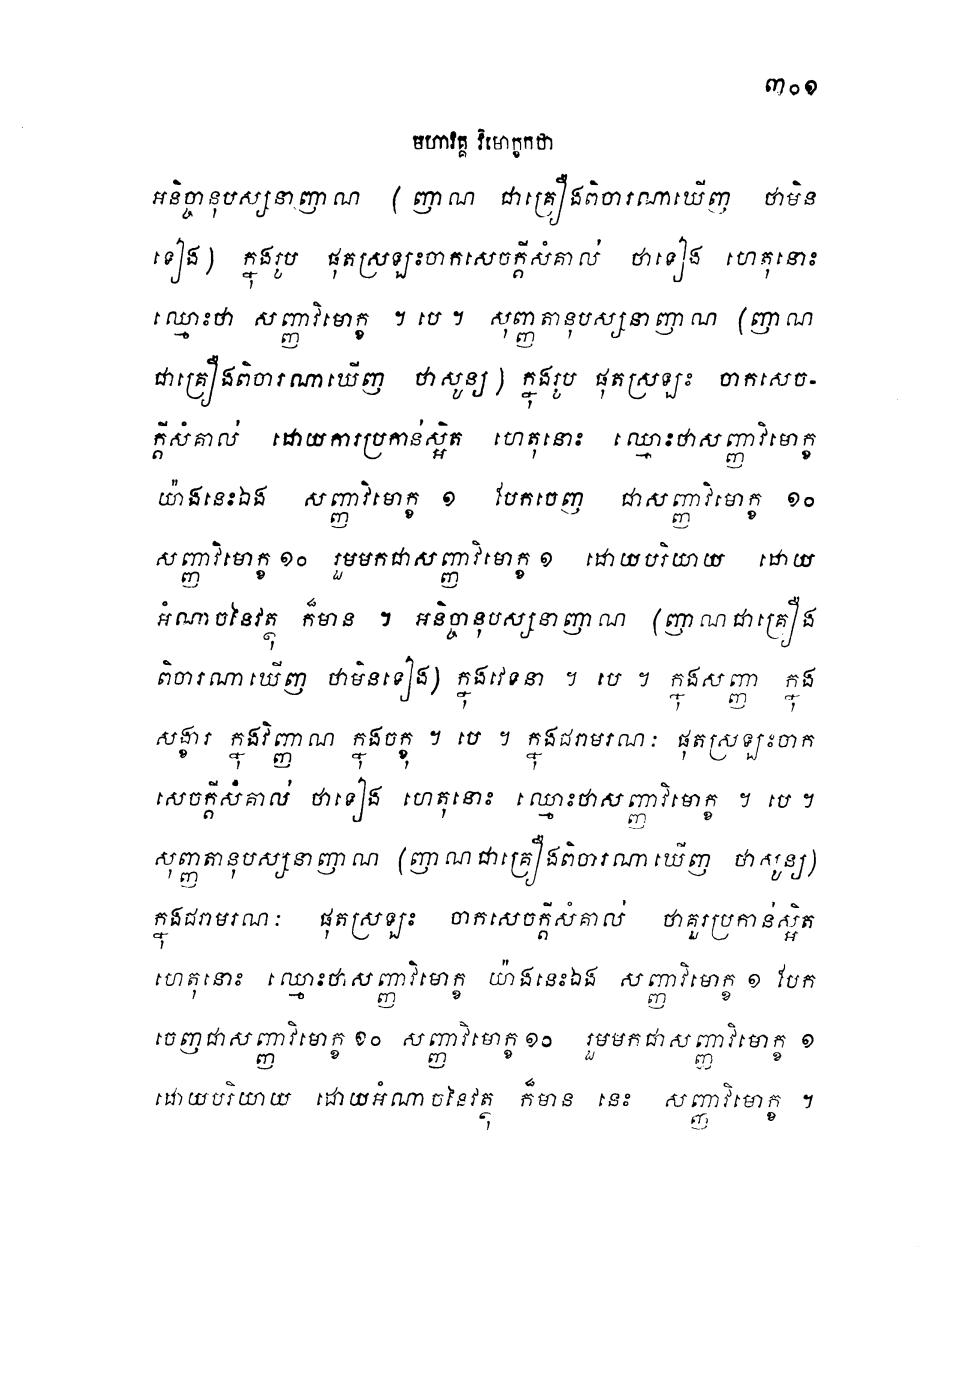 ៣០១
មហាវគ្គ វិមោក្ខកថា
អនិច្ចានុបស្សនាញាណ (ញាណ ជាគ្រឿងពិចារណាឃើញ ថាមិន
ទៀង) ក្នុងរូប ផុតស្រឡះចាកសេចក្តីសំគាល់ ថាទៀង ហេតុនោះ
ឈ្មោះថា សញ្ញាវិមោក្ខ ។ បេ ។ សុញ្ញតានុបស្សនាញាណ (ញាណ
ជាគ្រឿងពិចារណាឃើញ ថាសូន្យ) ក្នុងរូប ផុតស្រឡះ ចាកសេច-
ក្តីសំគាល់ ដោយការប្រកាន់ស្អិត ហេតុនោះ ឈ្មោះថាសញ្ញាវិមោក្ខ
យ៉ាងនេះឯង សញ្ញាវិមោក្ខ ១ បែកចេញ ជាសញ្ញាវិមោក្ខ ១០
សញ្ញាវិមោក្ខ ១០ រួមមកជាសញ្ញាវិមោក្ខ ១ ដោយបរិយាយ ដោយ
អំណាចនៃវត្ថុ ក៏មាន ។ អនិច្ចានុបស្សនាញាណ (ញាណជាគ្រឿង
ពិចារណាឃើញ ថាមិនទៀង) ក្នុងវេទនា ។ បេ ។ ក្នុងសញ្ញា ក្នុង
សង្ខារ ក្នុងវិញ្ញាណ ក្នុងចក្ខុ ។ បេ ។ ក្នុងជរាមរណៈ ផុតស្រឡះចាក
សេចក្តីសំគាល់ ថាទៀង ហេតុនោះ ឈ្មោះថាសញ្ញាវិមោក្ខ ។ បេ ។
សុញ្ញតានុបស្សនាញាណ (ញាណជាគ្រឿងពិចារណាឃើញ ថាសូន្យ)
ក្នុងជរាមរណៈ ផុតស្រឡះ ចាកសេចក្តីសំគាល់ ថាគួរប្រកាន់ស្អិត
ហេតុនោះ ឈ្មោះថាសញ្ញាវិមោក្ខ យ៉ាងនេះឯង សញ្ញាវិមោក្ខ ១ បែក
ចេញជាសញ្ញាវិមោក្ខ ១០ សញ្ញាវិមោក្ខ ១០ រួមមកជាសញ្ញាវិមោក្ខ ១
ដោយបរិយាយ ដោយអំណាចនៃវត្ថុ ក៏មាន នេះ សញ្ញាវិមោក្ខ ។